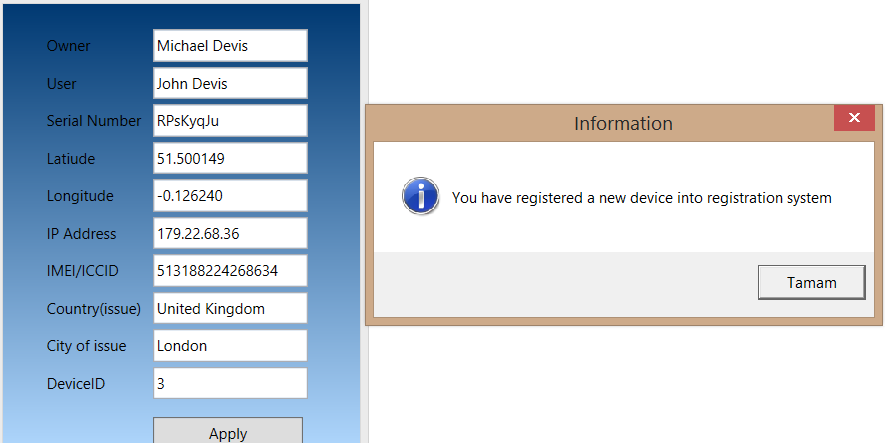 Owner Michael Devis
User John Devis
Serial Number RPsKyqJu
Latiude 51.500149
Longitude -0.126240
IP Address 179.22.68.36
IMEI/ICCID 513188224268634
Country(issue) United Kingdom
City of issue London
DeviceID 3
Apply
Information
You have registered a new device into registration system
Tamam